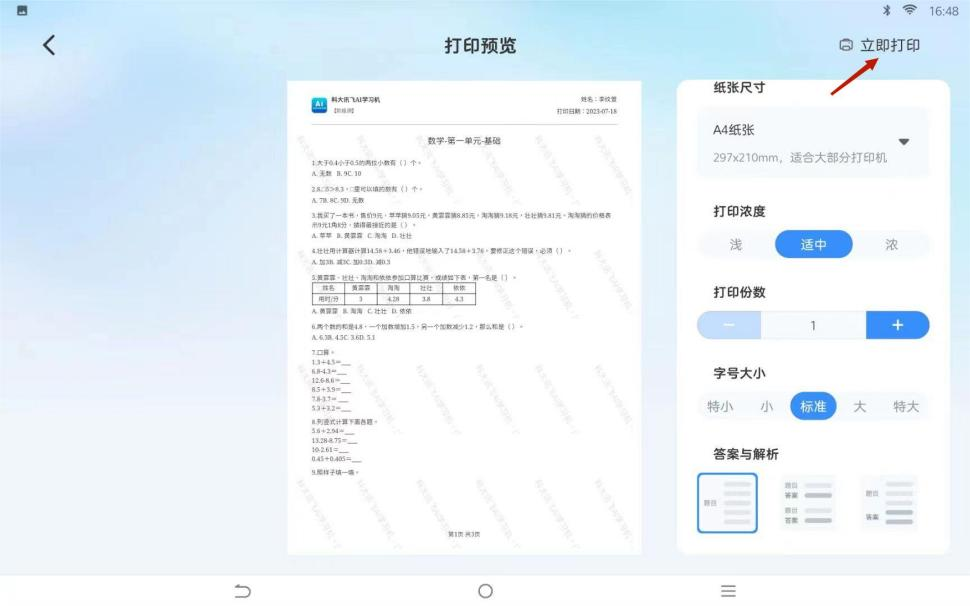 16:48
打印预览
立即打印
科大讯飞AI学习机
姓名：李欣萱
打印日期：2023-07-18
数学-第一单元-基础
1.大于0.4小于0.5的两位小数有（ ）个。
A. 无数 B. 9C. 10
2.8.□5>8.3，□里可以填的数有（ ）个。
A. 7B. 8C. 9D. 无数
3.我买了一本书，售价9元，苹苹猜9.05元，黄霏霏猜8.85元，淘淘猜9.18元，壮壮猜9.81元，淘淘猜的价格表
示9元1角8分，猜得最接近的是（ ）。
A. 苹苹 B. 黄霏霏 C. 淘淘 D. 壮壮
4.壮壮用计算器计算14.58＋3.46，他错误地输入了14.58＋3.76，要修正这个错误，必须（ ）。
A. 加3B. 减3C. 加0.3D. 减0.3
5.黄霏霏、壮壮、淘淘和依依参加口算比赛，成绩如下表，第一名是（ ）。
姓名 黄霏霏 淘淘 壮壮 依依
用时/分 3 4.28 3.8 4.3
A. 黄霏霏 B. 淘淘 C. 壮壮 D. 依依
6.两个数的和是4.8，一个加数增加1.5，另一个加数减少1.2，那么和是（ ）。
A. 6.3B. 4.5C. 3.6D. 5.1
7.口算。
1.3＋4.5＝___
6.8-4.3＝___
12.6-8.6＝___
8.5＋3.9＝___
7.8-3.7＝___
5.3＋3.2＝___
8.列竖式计算下面各题。
5.6＋2.94＝___
13.28-8.75＝___
10-2.61＝___
0.45＋0.405＝___
9.照样子填一填。
第1页 共3页
纸张尺寸
A4纸张
297x210mm，适合大部分打印机
打印浓度
浅 适中 浓
打印份数
− 1 +
字号大小
特小 小 标准 大 特大
答案与解析
题目
题目
答案
题目
答案
题目
答案